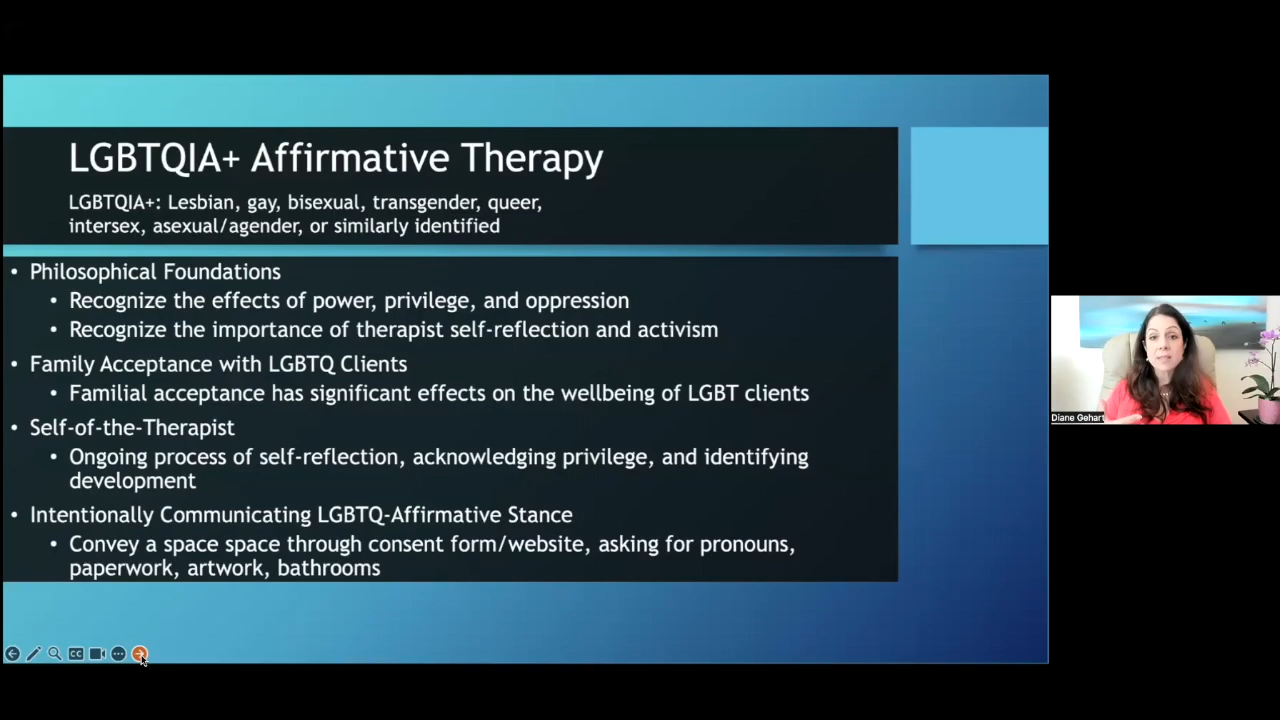 LGBTQIA+ Affirmative Therapy
LGBTQIA+: Lesbian, gay, bisexual, transgender, queer,
intersex, asexual/agender, or similarly identified
• Philosophical Foundations
• Recognize the effects of power, privilege, and oppression
• Recognize the importance of therapist self-reflection and activism
• Family Acceptance with LGBTQ Clients
• Familial acceptance has significant effects on the wellbeing of LGBT clients
• Self-of-the-Therapist
• Ongoing process of self-reflection, acknowledging privilege, and identifying
development
• Intentionally Communicating LGBTQ-Affirmative Stance
• Convey a space space through consent form/website, asking for pronouns,
paperwork, artwork, bathrooms
CC
Diane Gehart